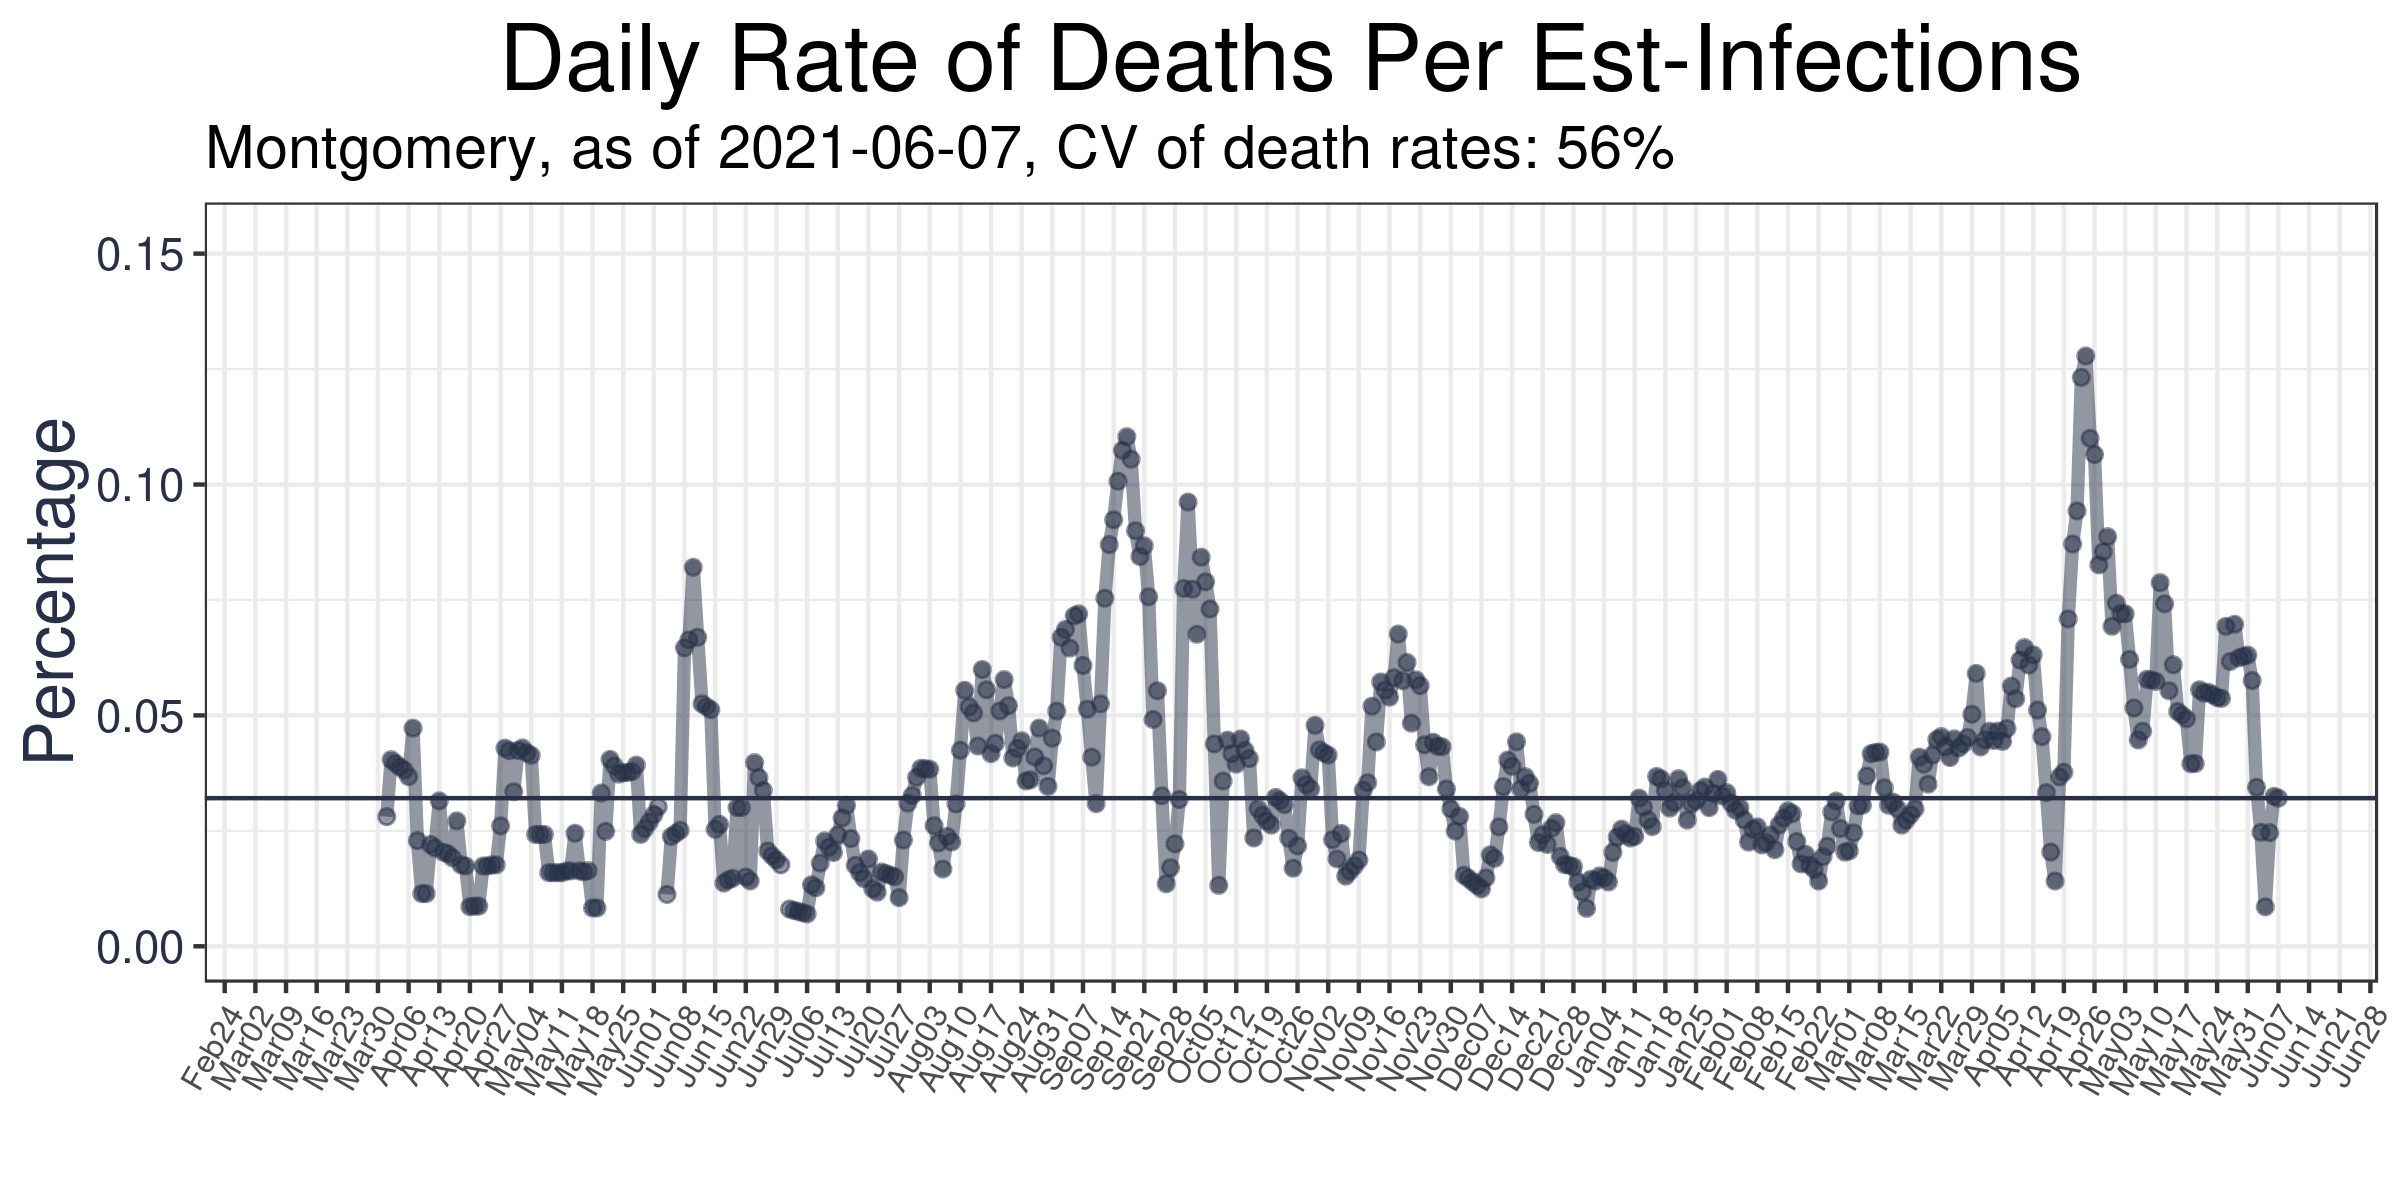 Daily Rate of Deaths Per Est-Infections
Montgomery, as of 2021-06-07, CV of death rates: 56%
Percentage
0.15
0.10
0.05
0.00
Feb24
Mar02
Mar09
Mar16
Mar23
Mar30
Apr06
Apr13
Apr20
Apr27
May04
May11
May18
May25
Jun01
Jun08
Jun15
Jun22
Jun29
Jul06
Jul13
Jul20
Jul27
Aug03
Aug10
Aug17
Aug24
Aug31
Sep07
Sep14
Sep21
Sep28
Oct05
Oct12
Oct19
Oct26
Nov02
Nov09
Nov16
Nov23
Nov30
Dec07
Dec14
Dec21
Dec28
Jan04
Jan11
Jan18
Jan25
Feb01
Feb08
Feb15
Feb22
Mar01
Mar08
Mar15
Mar22
Mar29
Apr05
Apr12
Apr19
Apr26
May03
May10
May17
May24
May31
Jun07
Jun14
Jun21
Jun28